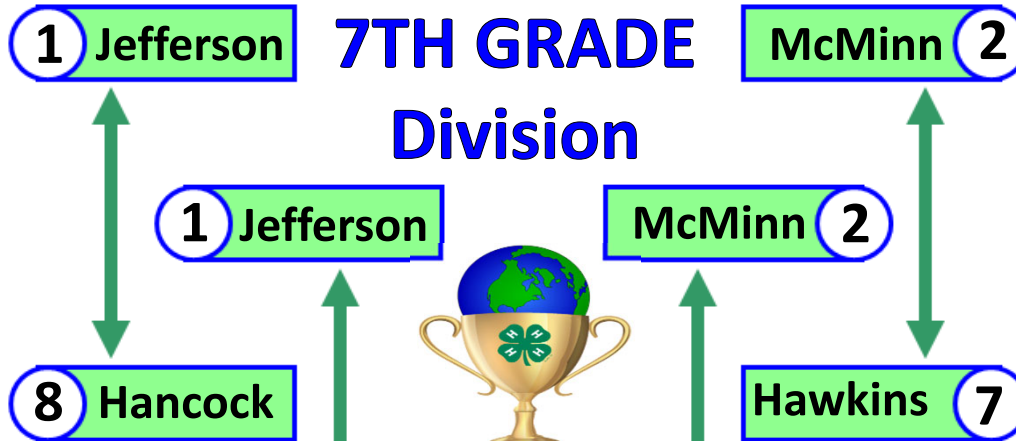 1 Jefferson
7TH GRADE
McMinn 2
Division
1 Jefferson
McMinn 2
H H
H H
8 Hancock
Hawkins 7